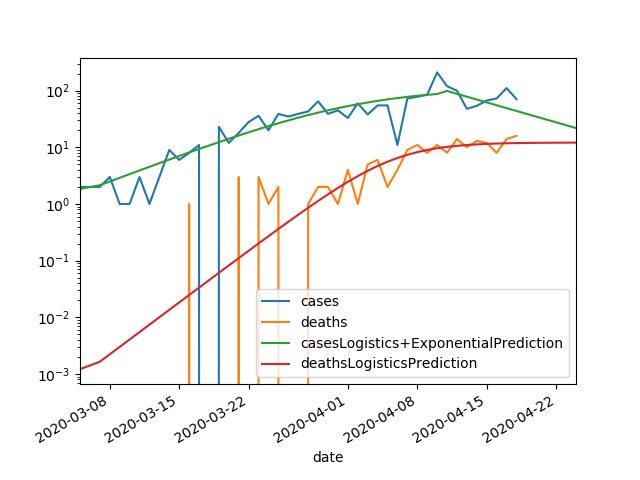 10²
10¹
10⁰
10⁻¹
10⁻²
10⁻³
cases
deaths
casesLogistics+ExponentialPrediction
deathsLogisticsPrediction
2020-03-08
2020-03-15
2020-03-22
2020-04-01
2020-04-08
2020-04-15
2020-04-22
date